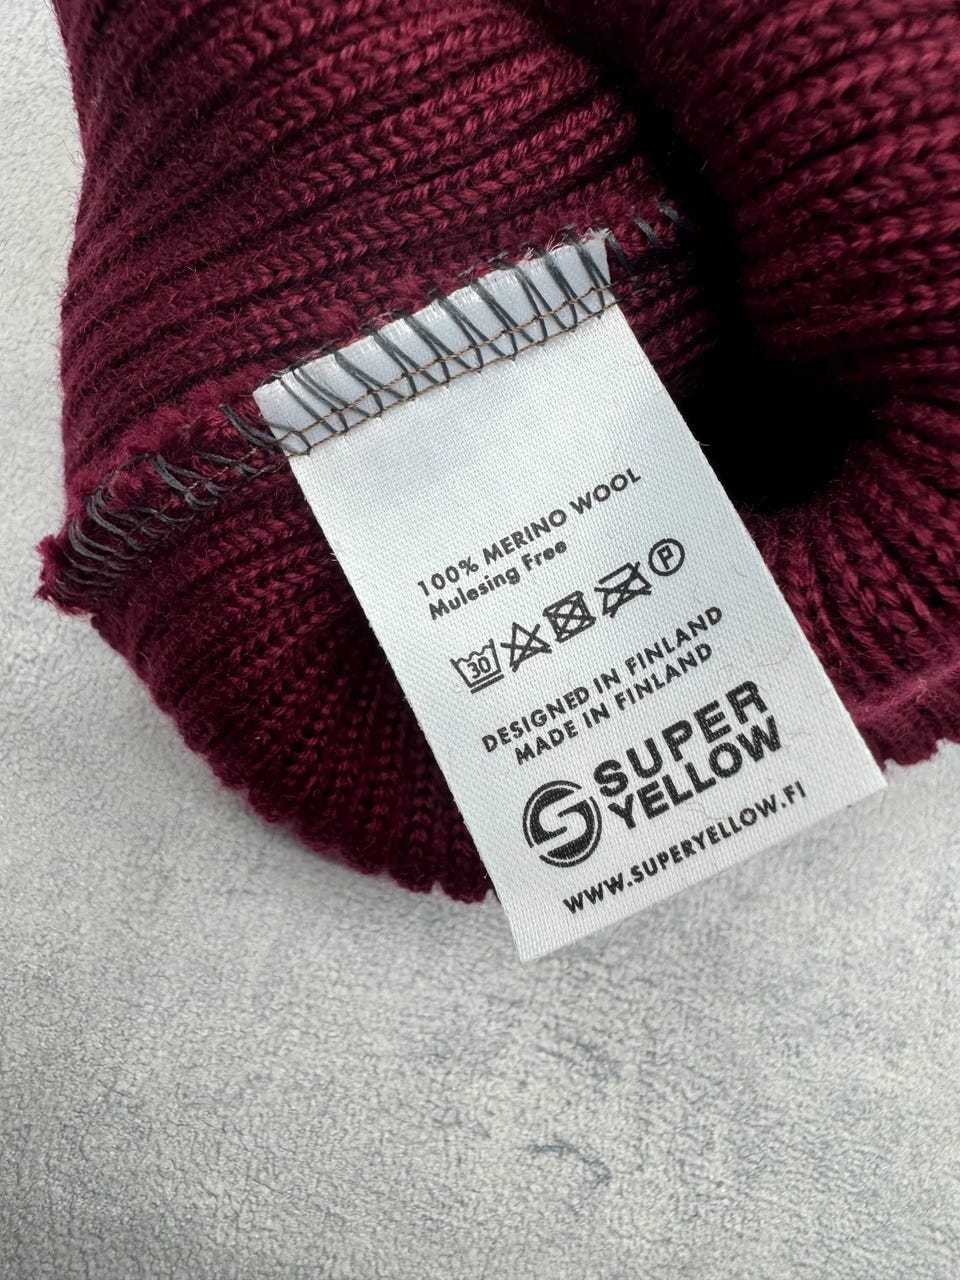 100% MERINO WOOL
Mulesing Free
30 P
DESIGNED IN FINLAND
MADE IN FINLAND
SUPER
YELLOW
WWW.SUPERYELLOW.FI